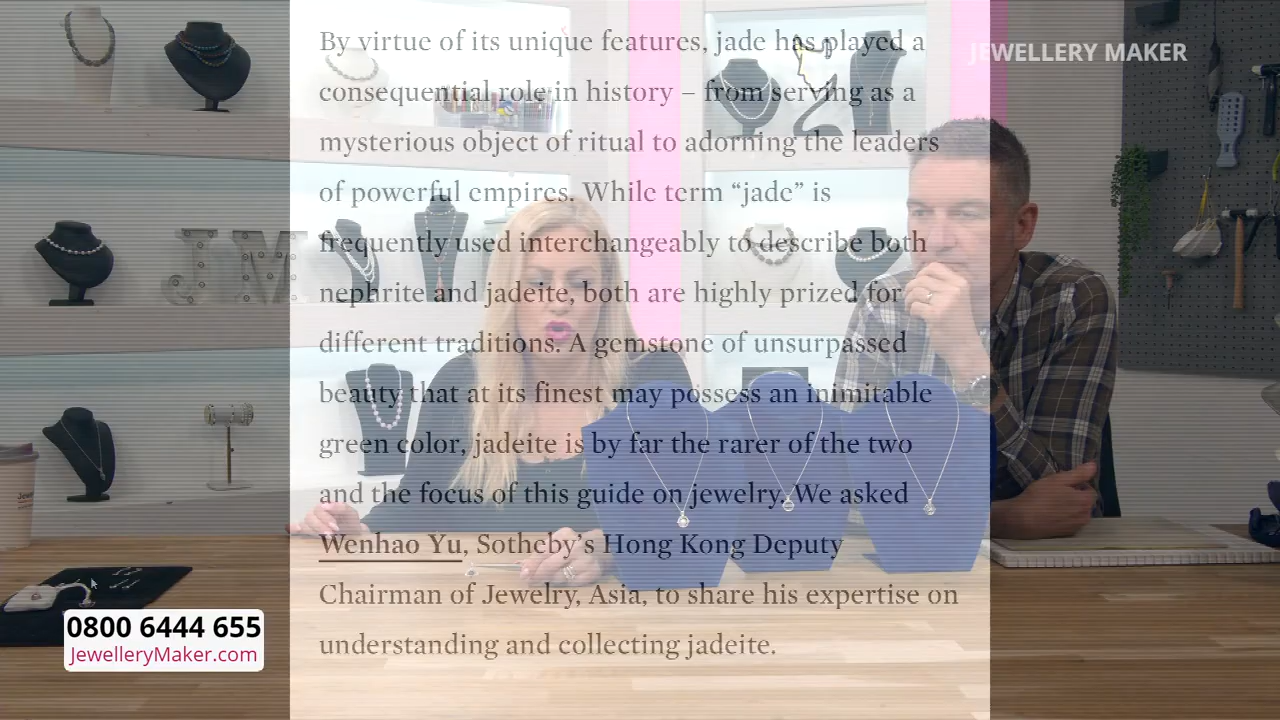 By virtue of its unique features, jade has played a
consequential role in history – from serving as a
mysterious object of ritual to adorning the leaders
of powerful empires. While term “jade” is
frequently used interchangeably to describe both
nephrite and jadeite, both are highly prized for
different traditions. A gemstone of unsurpassed
beauty that at its finest may possess an inimitable
green color, jadeite is by far the rarer of the two
and the focus of this guide on jewelry. We asked
Wenhao Yu, Sotheby’s Hong Kong Deputy
Chairman of Jewelry, Asia, to share his expertise on
understanding and collecting jadeite.
JEWELLERY MAKER
JM
0800 6444 655
JewelleryMaker.com